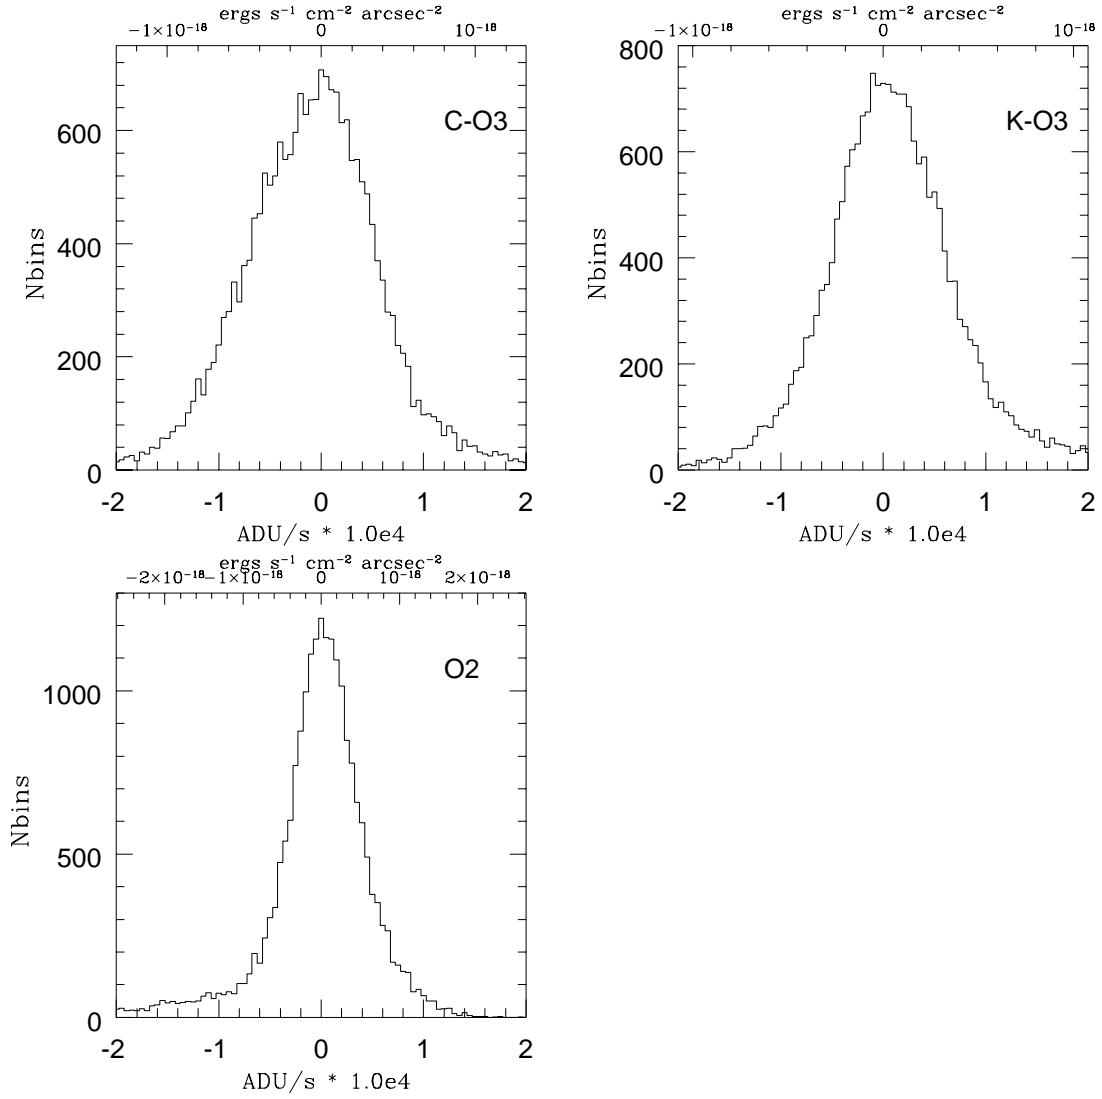 ergs s⁻¹ cm⁻² arcsec⁻²
−1×10⁻¹⁸ 0 10⁻¹⁸
C-O3
600
400
200
0
Nbins
-2 -1 0 1 2
ADU/s * 1.0e4
ergs s⁻¹ cm⁻² arcsec⁻²
−1×10⁻¹⁸ 0 10⁻¹⁸
K-O3
800
600
400
200
0
Nbins
-2 -1 0 1 2
ADU/s * 1.0e4
ergs s⁻¹ cm⁻² arcsec⁻²
−2×10⁻¹⁸ −1×10⁻¹⁸ 0 10⁻¹⁸ 2×10⁻¹⁸
O2
1000
500
0
Nbins
-2 -1 0 1 2
ADU/s * 1.0e4